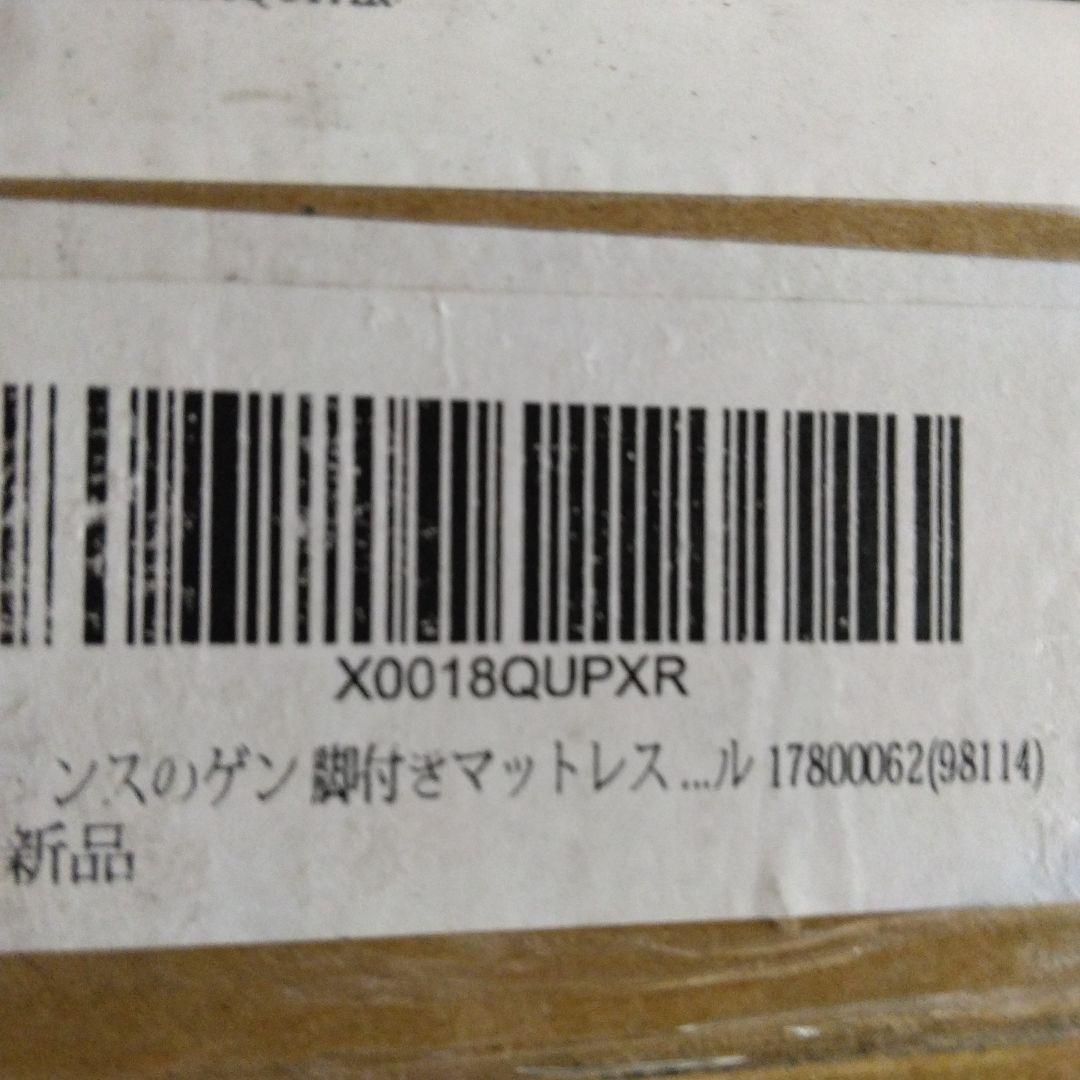 X0018QUPXR
ンスのゲン 脚付きマットレス ...ル 17800062(98114)
新品